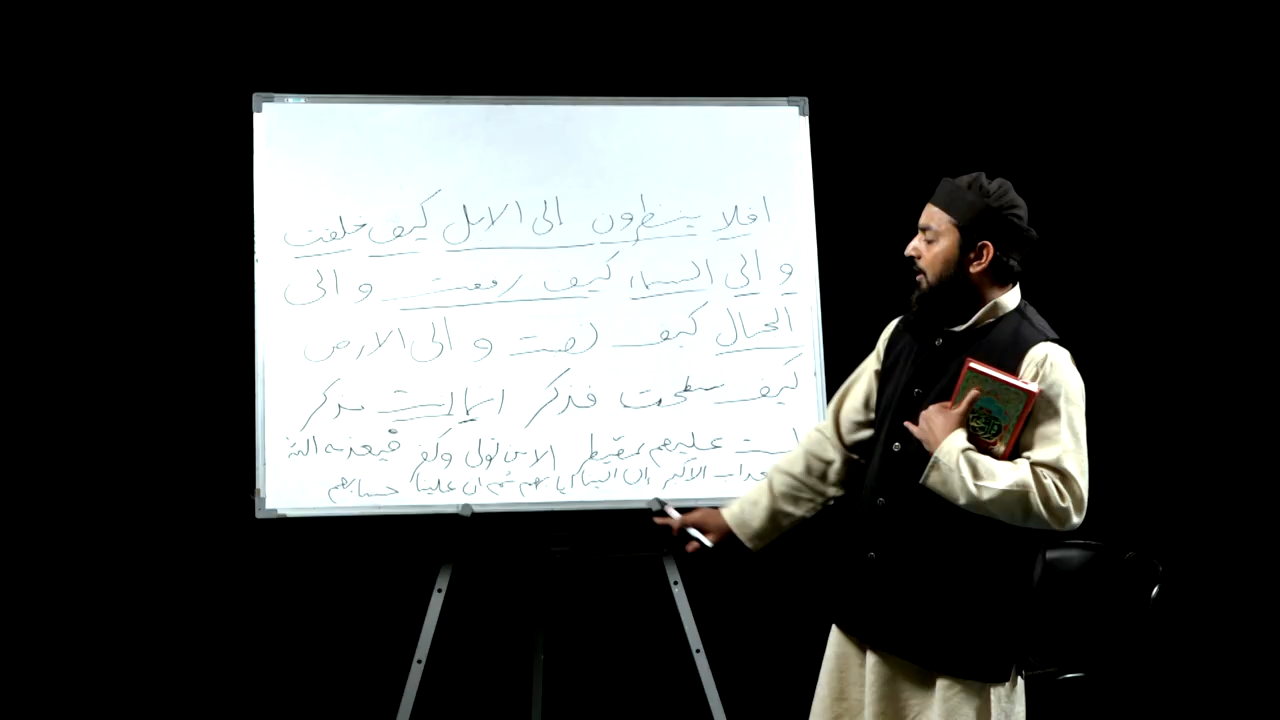 افلا ينظرون الى الابل كيف خلقت
و الى السماء كيف رفعت و الى
الجبال كيف نصبت و الى الارض
كيف سطحت فذكر انما انت مذكر
لست عليهم بمصيطر الا من تولى وكفر فيعذبه الله
العذاب الاكبر ان الينا ايابهم ثم ان علينا حسابهم